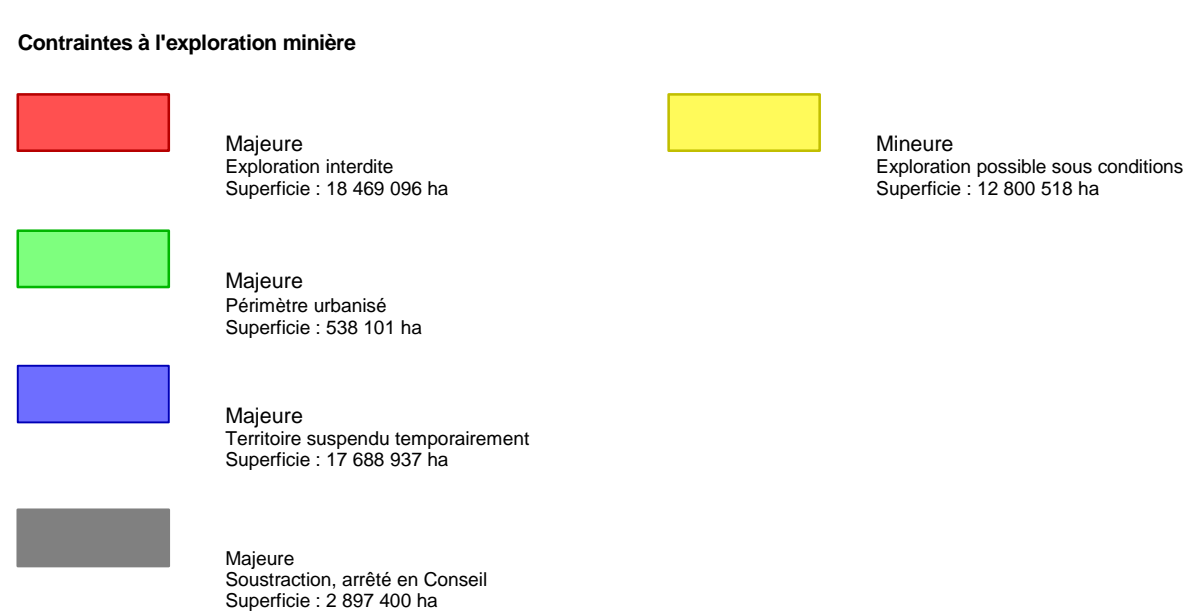 Contraintes à l'exploration minière
Majeure
Exploration interdite
Superficie : 18 469 096 ha
Mineure
Exploration possible sous conditions
Superficie : 12 800 518 ha
Majeure
Périmètre urbanisé
Superficie : 538 101 ha
Majeure
Territoire suspendu temporairement
Superficie : 17 688 937 ha
Majeure
Soustraction, arrêté en Conseil
Superficie : 2 897 400 ha